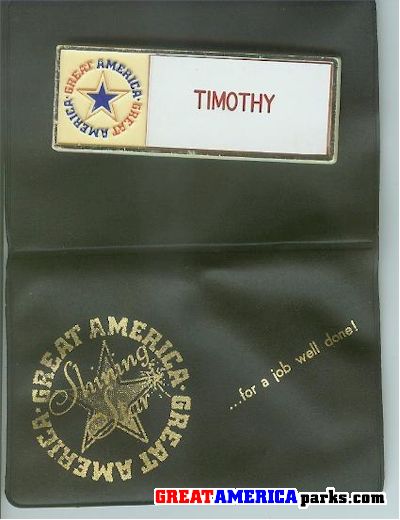 GREAT AMERICA · GREAT AMERICA ·
TIMOTHY
GREAT AMERICA · GREAT AMERICA ·
Shining
Star
...for a job well done!
GREATAMERICAparks.com